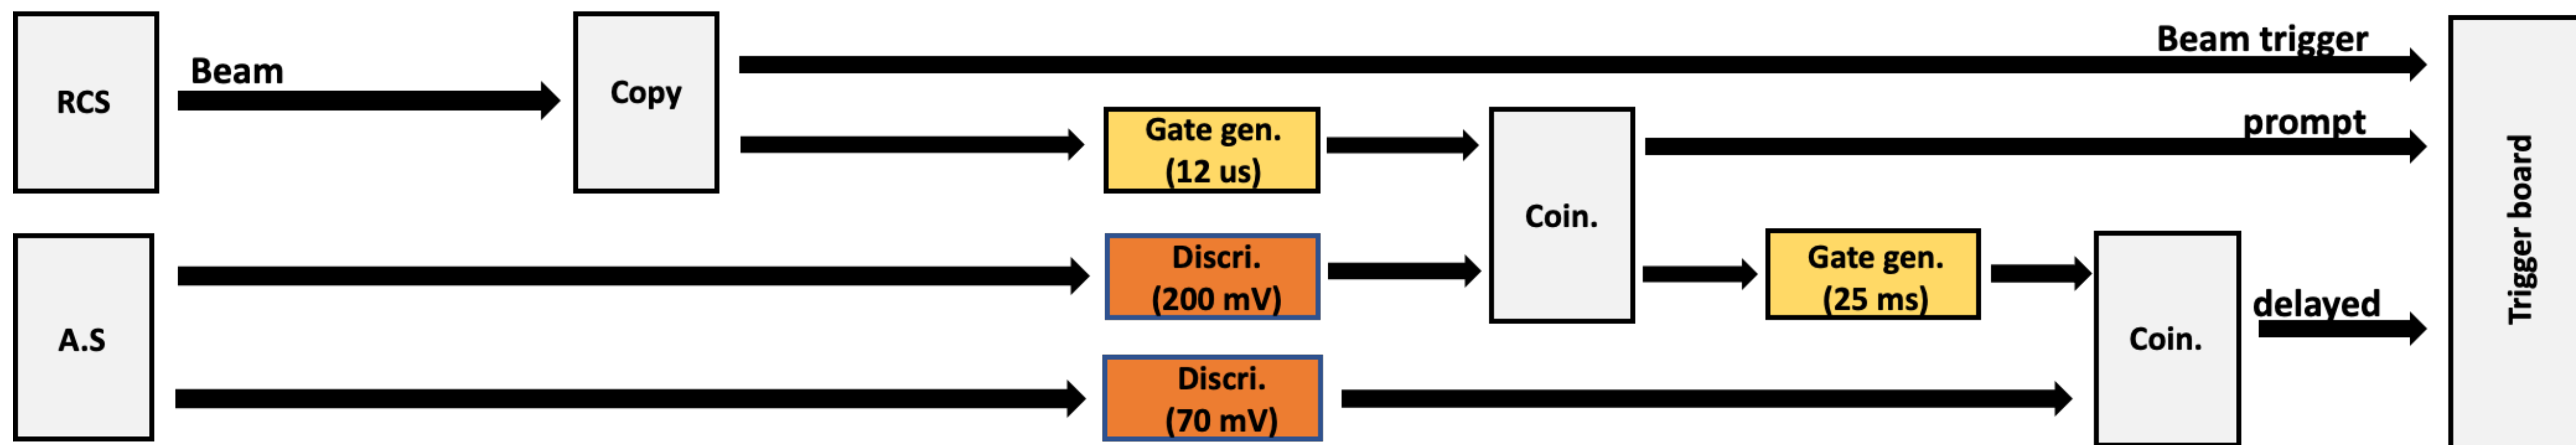 Beam trigger
Beam
RCS
Copy
prompt
Gate gen.
(12 us)
Coin.
Trigger board
A.S
Discri.
(200 mV)
Gate gen.
(25 ms)
delayed
Coin.
Discri.
(70 mV)